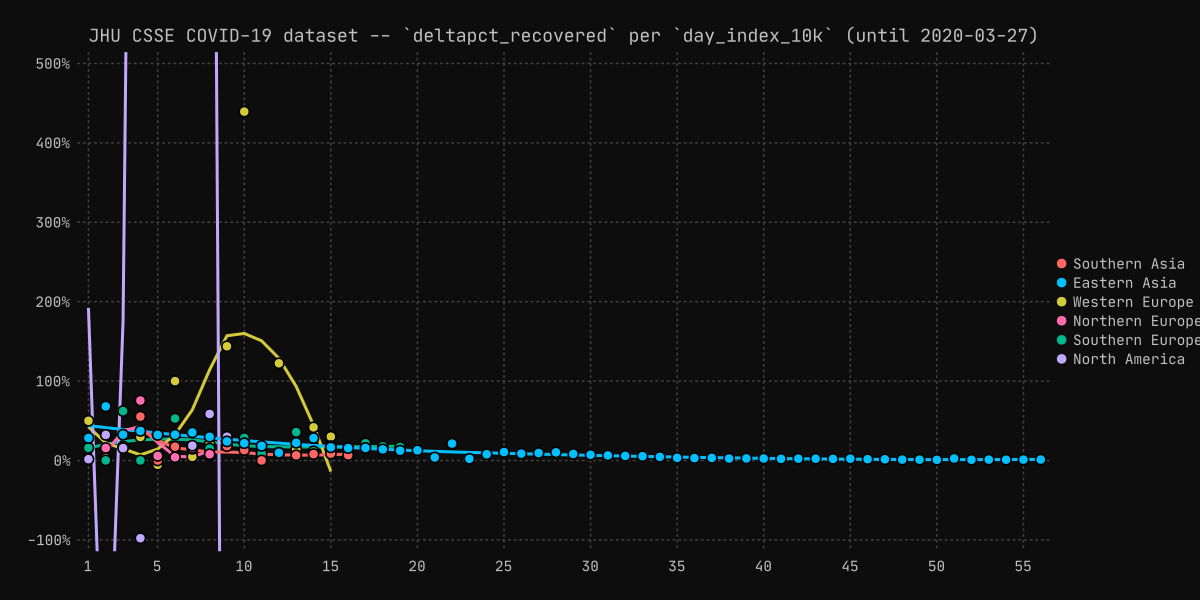 JHU CSSE COVID-19 dataset -- `deltapct_recovered` per `day_index_10k` (until 2020-03-27)
500%
400%
300%
200%
100%
0%
-100%
1 5 10 15 20 25 30 35 40 45 50 55
Southern Asia
Eastern Asia
Western Europe
Northern Europe
Southern Europe
North America